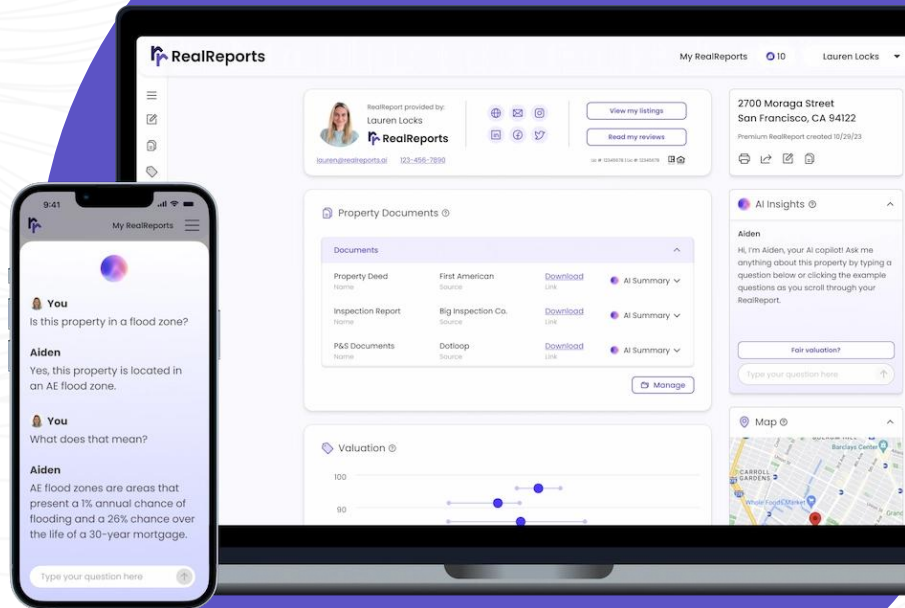 RealReports
My RealReports
10
Lauren Locks
RealReport provided by:
Lauren Locks
RealReports
lauren@realreports.ai
123-456-7890
View my listings
Read my reviews
2700 Moraga Street
San Francisco, CA 94122
Premium RealReport created 10/29/23
Property Documents
Documents
Property Deed
Name
First American
Source
Download
Link
AI Summary
Inspection Report
Name
Big Inspection Co.
Source
Download
Link
AI Summary
P&S Documents
Name
Dotloop
Source
Download
Link
AI Summary
Manage
Valuation
100
90
AI Insights
Aiden
Hi, I'm Aiden, your AI copilot! Ask me
anything about this property by typing a
question below or clicking the example
questions as you scroll through your
RealReport.
Fair valuation?
Type your question here
Map
Barclays Center
CARROLL
GARDENS
Whole Foods Market
9:41
My RealReports
You
Is this property in a flood zone?
Aiden
Yes, this property is located in
an AE flood zone.
You
What does that mean?
Aiden
AE flood zones are areas that
present a 1% annual chance of
flooding and a 26% chance over
the life of a 30-year mortgage.
Type your question here